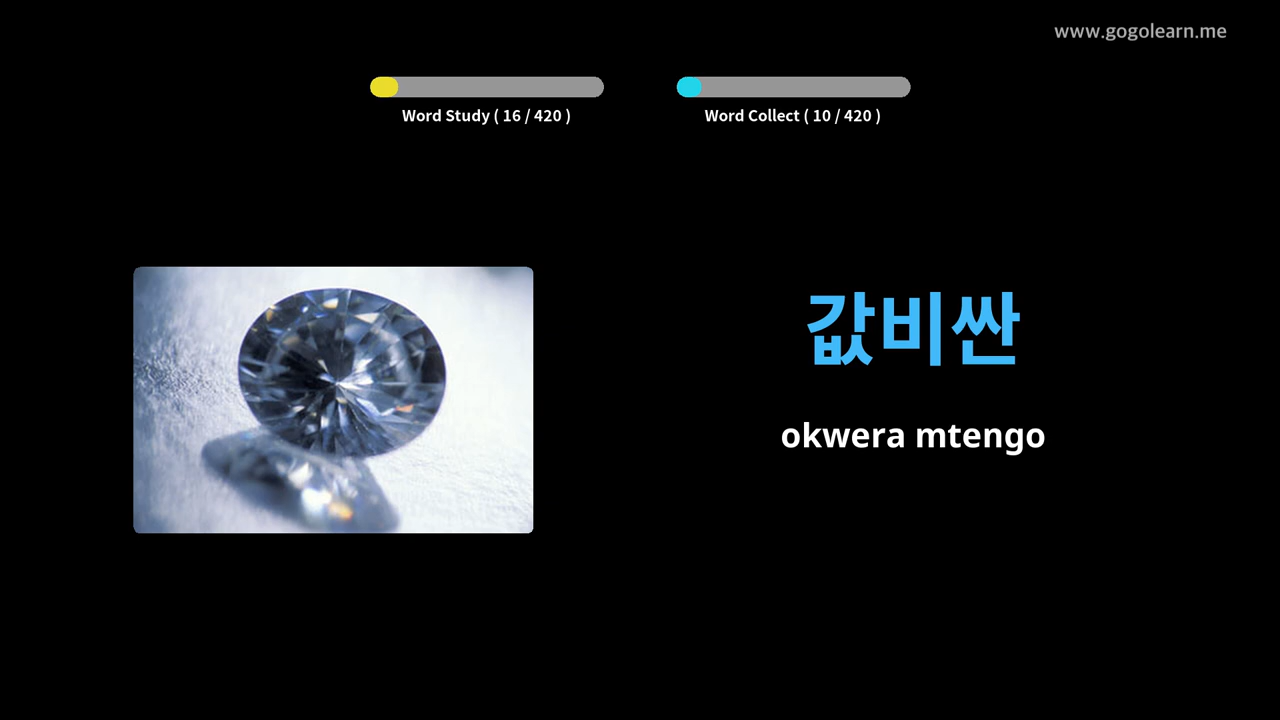 www.gogolearn.me
Word Study ( 16 / 420 )
Word Collect ( 10 / 420 )
값비싼
okwera mtengo